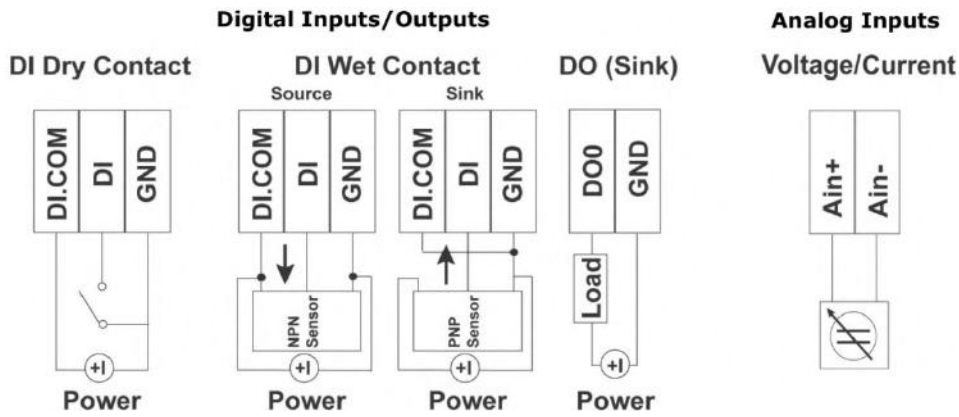 Digital Inputs/Outputs
Analog Inputs
DI Dry Contact
DI Wet Contact
DO (Sink)
Voltage/Current
Source
Sink
DI.COM
DI
GND
DI.COM
DI
GND
DI.COM
DI
GND
DO0
GND
Ain+
Ain-
NPN
Sensor
PNP
Sensor
Load
Power
Power
Power
Power